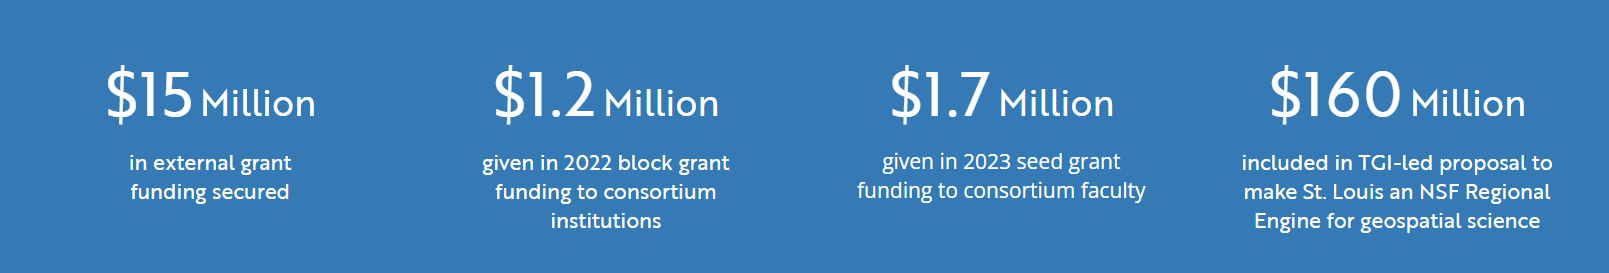 $15 Million
in external grant
funding secured
$1.2 Million
given in 2022 block grant
funding to consortium
institutions
$1.7 Million
given in 2023 seed grant
funding to consortium faculty
$160 Million
included in TGI-led proposal to
make St. Louis an NSF Regional
Engine for geospatial science